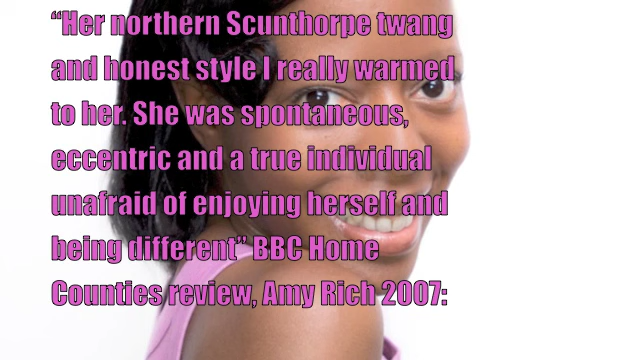 “Her northern Scunthorpe twang
and honest style I really warmed
to her. She was spontaneous,
eccentric and a true individual
unafraid of enjoying herself and
being different” BBC Home
Counties review, Amy Rich 2007: